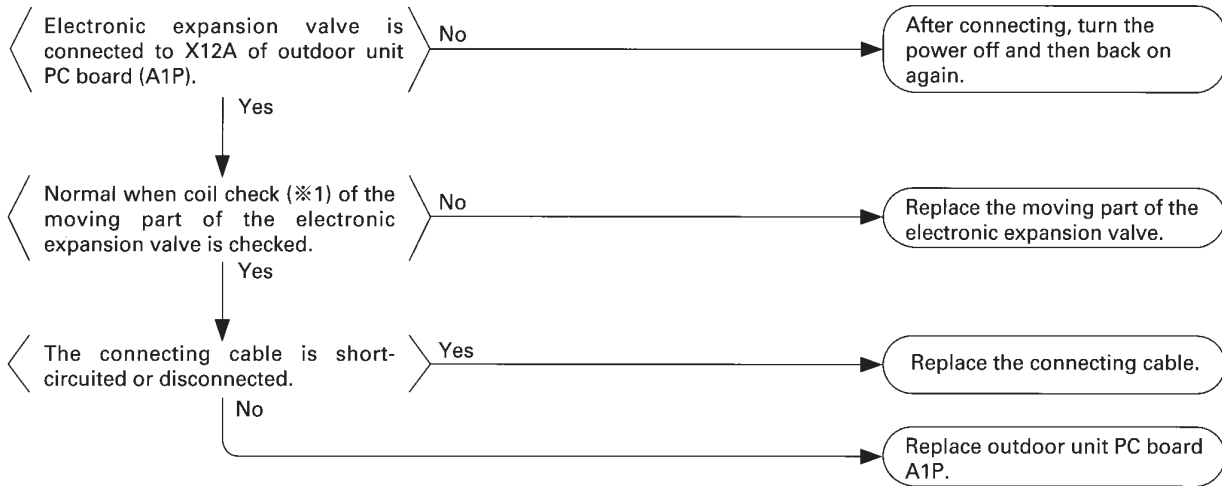 Electronic expansion valve is
connected to X12A of outdoor unit
PC board (A1P).
No
After connecting, turn the
power off and then back on
again.
Yes
Normal when coil check (※1) of the
moving part of the electronic
expansion valve is checked.
No
Replace the moving part of the
electronic expansion valve.
Yes
The connecting cable is short-
circuited or disconnected.
Yes
Replace the connecting cable.
No
Replace outdoor unit PC board
A1P.